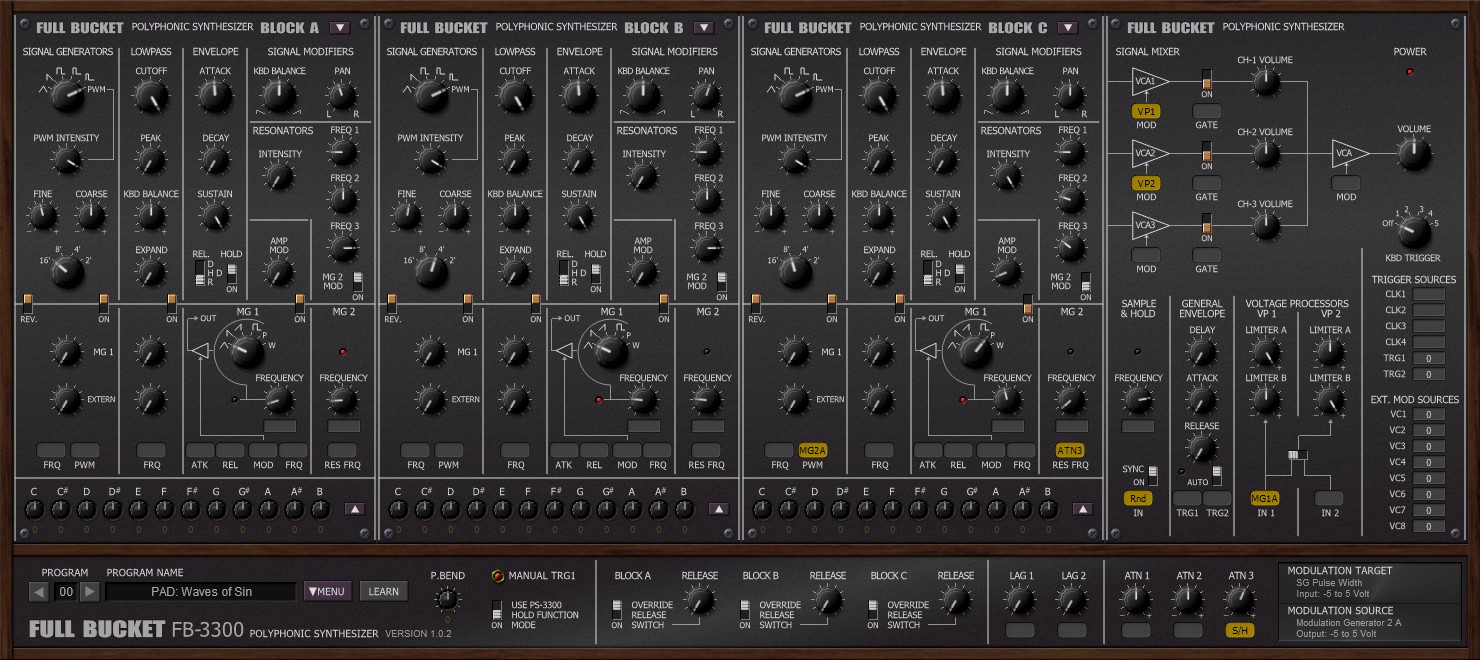 FULL BUCKET POLYPHONIC SYNTHESIZER BLOCK A
SIGNAL GENERATORS LOWPASS ENVELOPE SIGNAL MODIFIERS
CUTOFF ATTACK KBD BALANCE PAN
PWM
L R
RESONATORS FREQ 1
PWM INTENSITY PEAK DECAY INTENSITY
FREQ 2
FINE COARSE KBD BALANCE SUSTAIN
FREQ 3
8' EXPAND AMP MOD
16' 4' 2'
REL. HOLD
D H R D ON
MG 2 MOD ON
REV. ON ON ON
MG 1 OUT MG 1 P W MG 2
EXTERN FREQUENCY FREQUENCY
FRQ PWM FRQ ATK REL MOD FRQ RES FRQ
C C# D D# E F F# G G# A A# B
0 0 0 0 0 0 0 0 0 0 0 0
FULL BUCKET POLYPHONIC SYNTHESIZER BLOCK B
SIGNAL GENERATORS LOWPASS ENVELOPE SIGNAL MODIFIERS
CUTOFF ATTACK KBD BALANCE PAN
PWM
L R
RESONATORS FREQ 1
PWM INTENSITY PEAK DECAY INTENSITY
FREQ 2
FINE COARSE KBD BALANCE SUSTAIN
FREQ 3
8' EXPAND AMP MOD
16' 4' 2'
REL. HOLD
D H R D ON
MG 2 MOD ON
REV. ON ON ON
MG 1 OUT MG 1 P W MG 2
EXTERN FREQUENCY FREQUENCY
FRQ PWM FRQ ATK REL MOD FRQ RES FRQ
C C# D D# E F F# G G# A A# B
0 0 0 0 0 0 0 0 0 0 0 0
FULL BUCKET POLYPHONIC SYNTHESIZER BLOCK C
SIGNAL GENERATORS LOWPASS ENVELOPE SIGNAL MODIFIERS
CUTOFF ATTACK KBD BALANCE PAN
PWM
L R
RESONATORS FREQ 1
PWM INTENSITY PEAK DECAY INTENSITY
FREQ 2
FINE COARSE KBD BALANCE SUSTAIN
FREQ 3
8' EXPAND AMP MOD
16' 4' 2'
REL. HOLD
D H R D ON
MG 2 MOD ON
REV. ON ON ON
MG 1 OUT MG 1 P W MG 2
EXTERN FREQUENCY FREQUENCY
MG2A ATN3
FRQ PWM FRQ ATK REL MOD FRQ RES FRQ
C C# D D# E F F# G G# A A# B
0 0 0 0 0 0 0 0 0 0 0 0
FULL BUCKET POLYPHONIC SYNTHESIZER
SIGNAL MIXER POWER
VCA1 ON CH-1 VOLUME
VP1
MOD GATE
VCA2 ON CH-2 VOLUME VCA VOLUME
VP2
MOD GATE MOD
VCA3 ON CH-3 VOLUME
MOD GATE
Off 1 2 3 4 5
KBD TRIGGER
TRIGGER SOURCES
CLK1
CLK2
CLK3
CLK4
TRG1 0
TRG2 0
EXT. MOD SOURCES
VC1 0
VC2 0
VC3 0
VC4 0
VC5 0
VC6 0
VC7 0
VC8 0
SAMPLE & HOLD
FREQUENCY
SYNC ON
Rnd
IN
GENERAL ENVELOPE
DELAY
ATTACK
RELEASE
AUTO
TRG1 TRG2
VOLTAGE PROCESSORS
VP 1 VP 2
LIMITER A LIMITER A
LIMITER B LIMITER B
MG1A
IN 1 IN 2
PROGRAM PROGRAM NAME
00 PAD: Waves of Sin MENU LEARN
FULL BUCKET FB-3300 POLYPHONIC SYNTHESIZER VERSION 1.0.2
P.BEND
0
MANUAL TRG1
USE PS-3300
HOLD FUNCTION
ON MODE
BLOCK A RELEASE
OVERRIDE
RELEASE
ON SWITCH
BLOCK B RELEASE
OVERRIDE
RELEASE
ON SWITCH
BLOCK C RELEASE
OVERRIDE
RELEASE
ON SWITCH
LAG 1 LAG 2
ATN 1 ATN 2 ATN 3
S/H
MODULATION TARGET
SG Pulse Width
Input: -5 to 5 Volt
MODULATION SOURCE
Modulation Generator 2 A
Output: -5 to 5 Volt